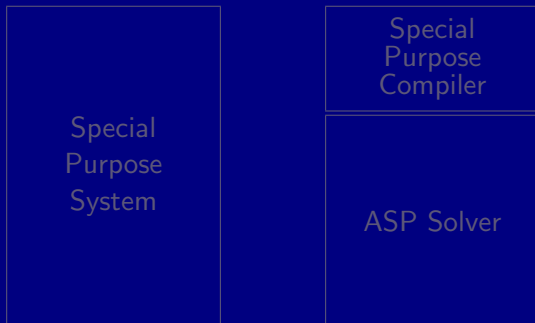 Special
Purpose
System
Special
Purpose
Compiler
ASP Solver